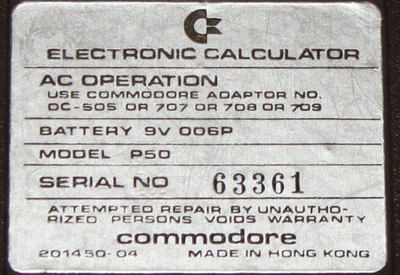 ELECTRONIC CALCULATOR
AC OPERATION
USE COMMODORE ADAPTOR NO.
DC-505 OR 707 OR 708 OR 709
BATTERY 9V 006P
MODEL P50
SERIAL NO 63361
ATTEMPTED REPAIR BY UNAUTHO-
RIZED PERSONS VOIDS WARRANTY
commodore
201450-04 MADE IN HONG KONG